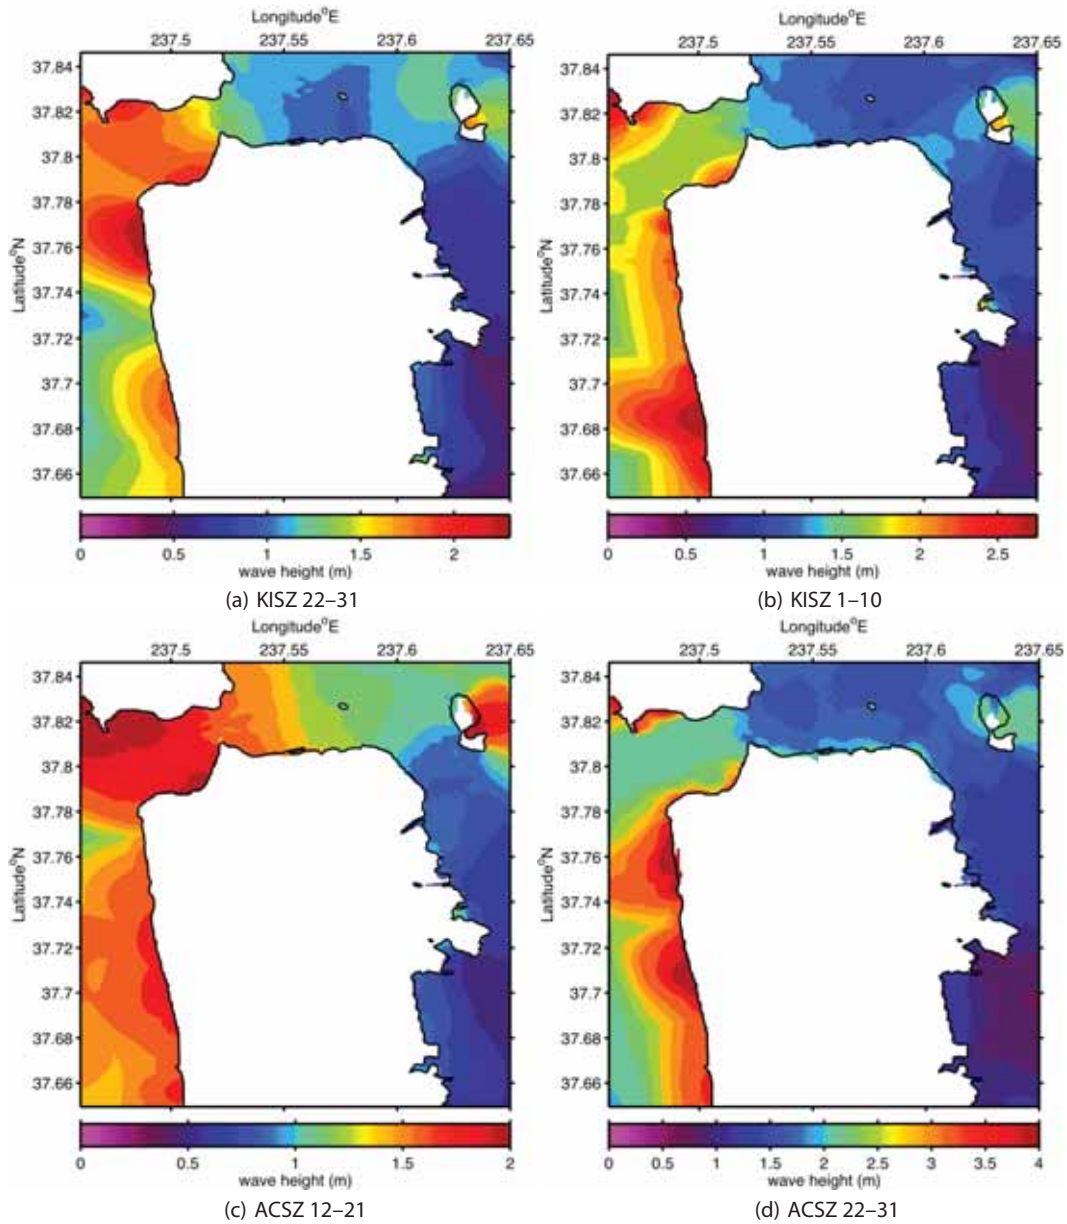 Longitude°E
Longitude°E
237.5 237.55 237.6 237.65
237.5 237.55 237.6 237.65
37.84
37.82
37.8
37.78
37.76
37.74
37.72
37.7
37.68
37.66
Latitude°N
37.84
37.82
37.8
37.78
37.76
37.74
37.72
37.7
37.68
37.66
Latitude°N
0 0.5 1 1.5 2
wave height (m)
(a) KISZ 22–31
0 0.5 1 1.5 2 2.5
wave height (m)
(b) KISZ 1–10
Longitude°E
Longitude°E
237.5 237.55 237.6 237.65
237.5 237.55 237.6 237.65
37.84
37.82
37.8
37.78
37.76
37.74
37.72
37.7
37.68
37.66
Latitude°N
37.84
37.82
37.8
37.78
37.76
37.74
37.72
37.7
37.68
37.66
Latitude°N
0 0.5 1 1.5 2
wave height (m)
(c) ACSZ 12–21
0 0.5 1 1.5 2 2.5 3 3.5 4
wave height (m)
(d) ACSZ 22–31